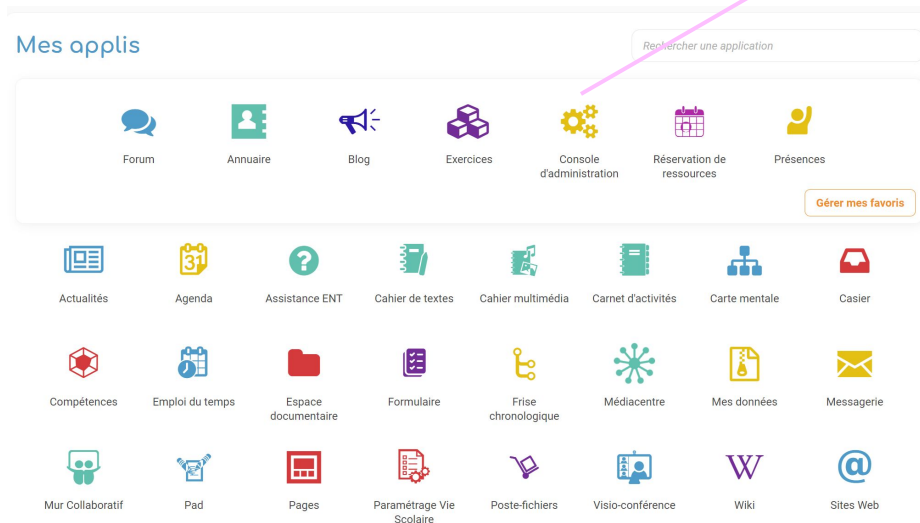 Mes applis
Rechercher une application
Forum
Annuaire
Blog
Exercices
Console
d'administration
Réservation de
ressources
Présences
Gérer mes favoris
31
Actualités
Agenda
Assistance ENT
Cahier de textes
Cahier multimédia
Carnet d'activités
Carte mentale
Casier
Compétences
Emploi du temps
Espace
documentaire
Formulaire
Frise
chronologique
Médiacentre
Mes données
Messagerie
W
Mur Collaboratif
Pad
Pages
Paramétrage Vie
Scolaire
Poste-fichiers
Visio-conférence
Wiki
Sites Web